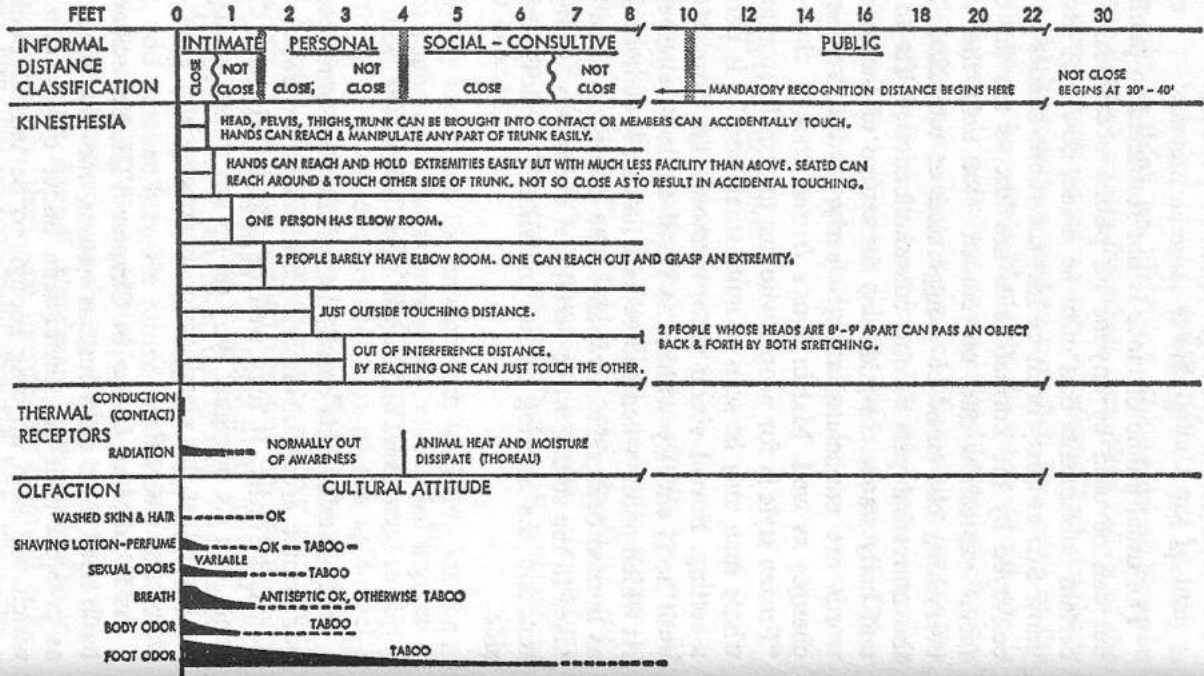 FEET 0 1 2 3 4 5 6 7 8 10 12 14 16 18 20 22 30
INFORMAL DISTANCE CLASSIFICATION
INTIMATE PERSONAL SOCIAL – CONSULTIVE PUBLIC
CLOSE
NOT CLOSE
CLOSE,
NOT CLOSE
CLOSE
NOT CLOSE
MANDATORY RECOGNITION DISTANCE BEGINS HERE
NOT CLOSE
BEGINS AT 30' – 40'
KINESTHESIA
HEAD, PELVIS, THIGHS, TRUNK CAN BE BROUGHT INTO CONTACT OR MEMBERS CAN ACCIDENTALLY TOUCH.
HANDS CAN REACH & MANIPULATE ANY PART OF TRUNK EASILY.
HANDS CAN REACH AND HOLD EXTREMITIES EASILY BUT WITH MUCH LESS FACILITY THAN ABOVE. SEATED CAN
REACH AROUND & TOUCH OTHER SIDE OF TRUNK. NOT SO CLOSE AS TO RESULT IN ACCIDENTAL TOUCHING.
ONE PERSON HAS ELBOW ROOM.
2 PEOPLE BARELY HAVE ELBOW ROOM. ONE CAN REACH OUT AND GRASP AN EXTREMITY.
JUST OUTSIDE TOUCHING DISTANCE.
2 PEOPLE WHOSE HEADS ARE 8'-9' APART CAN PASS AN OBJECT
BACK & FORTH BY BOTH STRETCHING.
OUT OF INTERFERENCE DISTANCE.
BY REACHING ONE CAN JUST TOUCH THE OTHER.
THERMAL RECEPTORS
CONDUCTION
(CONTACT)
RADIATION
NORMALLY OUT
OF AWARENESS
ANIMAL HEAT AND MOISTURE
DISSIPATE (THOREAU)
OLFACTION CULTURAL ATTITUDE
WASHED SKIN & HAIR OK
SHAVING LOTION-PERFUME OK TABOO
SEXUAL ODORS VARIABLE TABOO
BREATH ANTISEPTIC OK, OTHERWISE TABOO
BODY ODOR TABOO
FOOT ODOR TABOO